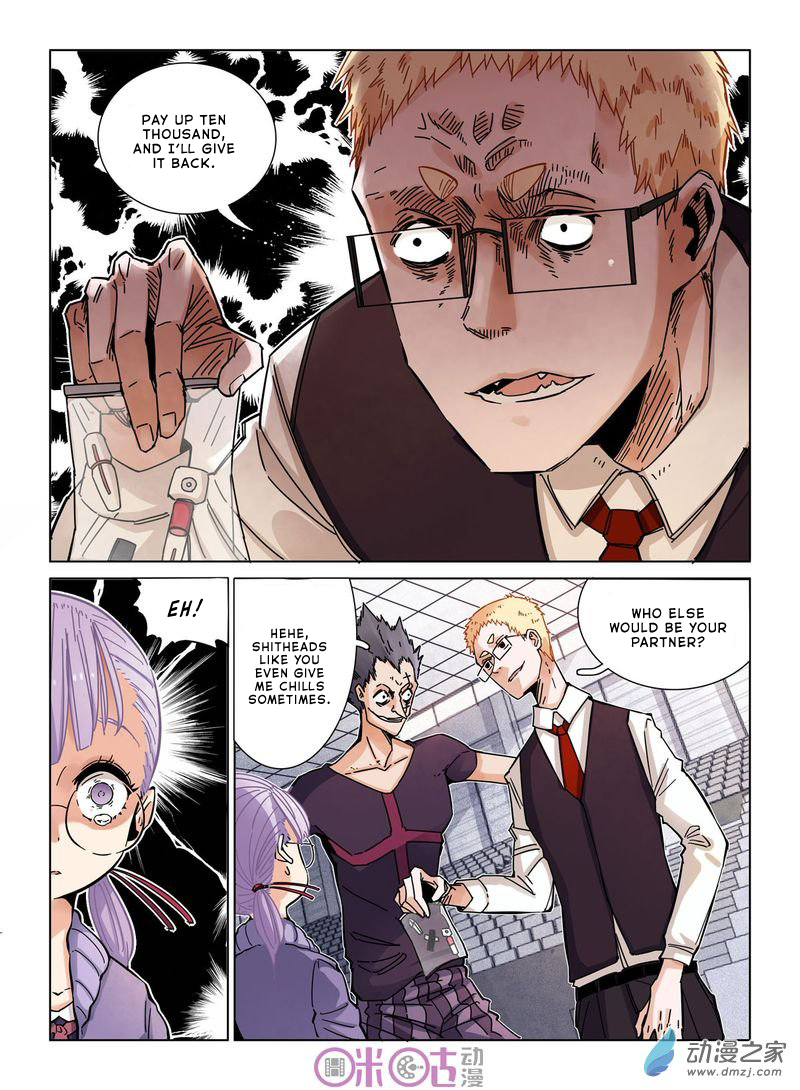 PAY UP TEN
THOUSAND,
AND I'LL GIVE
IT BACK.
EH!
HEHE,
SHITHEADS
LIKE YOU
EVEN GIVE
ME CHILLS
SOMETIMES.
WHO ELSE
WOULD BE YOUR
PARTNER?
咪咕动漫
动漫之家
www.dmzj.com